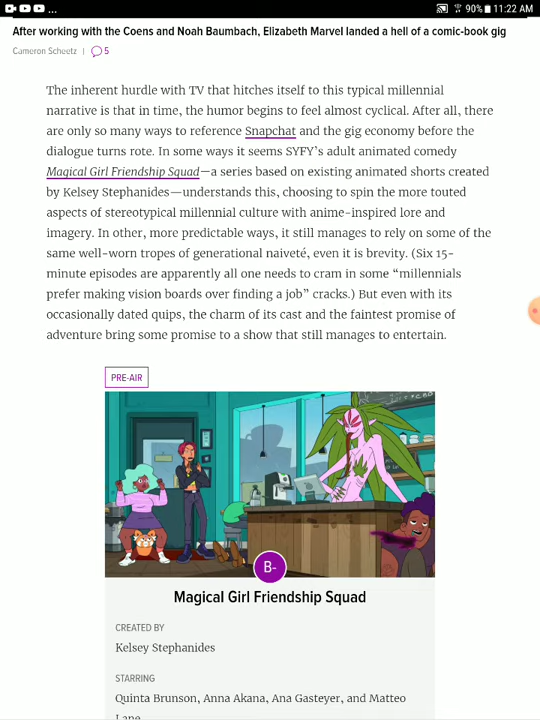 ... 90% 11:22 AM
After working with the Coens and Noah Baumbach, Elizabeth Marvel landed a hell of a comic-book gig
Cameron Scheetz | 5
The inherent hurdle with TV that hitches itself to this typical millennial
narrative is that in time, the humor begins to feel almost cyclical. After all, there
are only so many ways to reference Snapchat and the gig economy before the
dialogue turns rote. In some ways it seems SYFY’s adult animated comedy
Magical Girl Friendship Squad—a series based on existing animated shorts created
by Kelsey Stephanides—understands this, choosing to spin the more touted
aspects of stereotypical millennial culture with anime-inspired lore and
imagery. In other, more predictable ways, it still manages to rely on some of the
same well-worn tropes of generational naiveté, even it is brevity. (Six 15-
minute episodes are apparently all one needs to cram in some “millennials
prefer making vision boards over finding a job” cracks.) But even with its
occasionally dated quips, the charm of its cast and the faintest promise of
adventure bring some promise to a show that still manages to entertain.
PRE-AIR
B-
Magical Girl Friendship Squad
CREATED BY
Kelsey Stephanides
STARRING
Quinta Brunson, Anna Akana, Ana Gasteyer, and Matteo
Lane